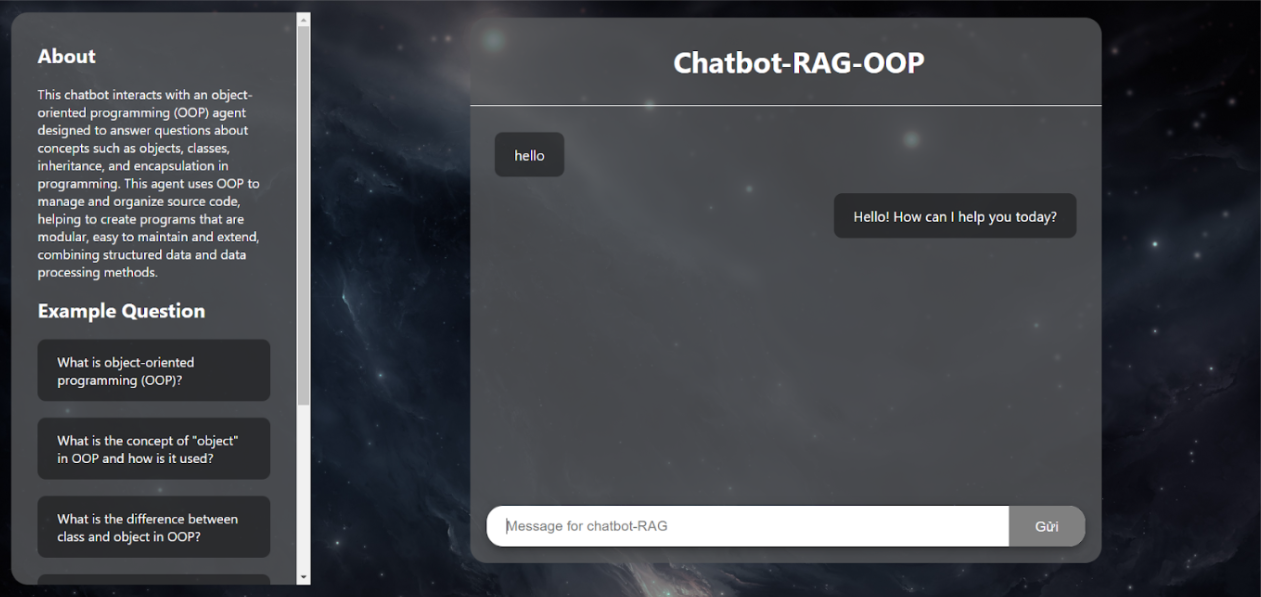 About
This chatbot interacts with an object-
oriented programming (OOP) agent
designed to answer questions about
concepts such as objects, classes,
inheritance, and encapsulation in
programming. This agent uses OOP to
manage and organize source code,
helping to create programs that are
modular, easy to maintain and extend,
combining structured data and data
processing methods.
Example Question
What is object-oriented
programming (OOP)?
What is the concept of "object"
in OOP and how is it used?
What is the difference between
class and object in OOP?
Chatbot-RAG-OOP
hello
Hello! How can I help you today?
Message for chatbot-RAG
Gửi